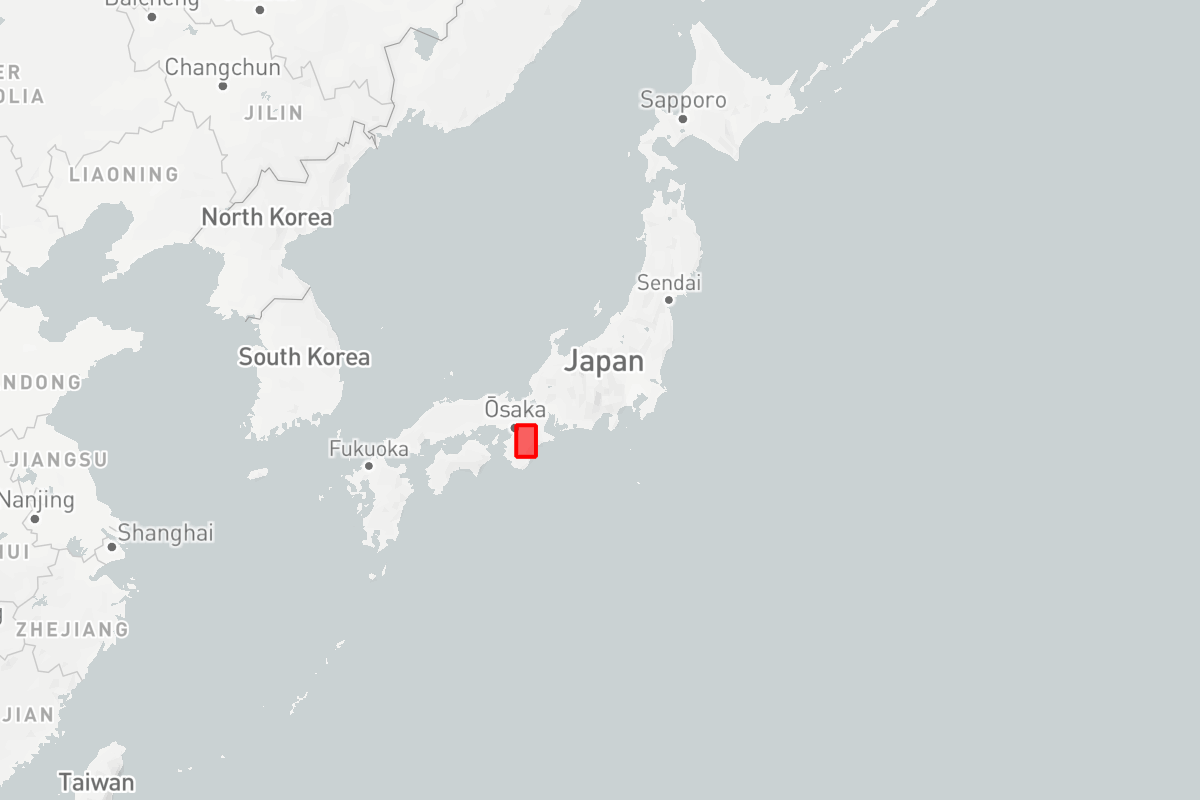 Changchun
ER
OLIA
JILIN
Sapporo
LIAONING
North Korea
Sendai
South Korea
Japan
NDONG
Ōsaka
Fukuoka
JIANGSU
Nanjing
Shanghai
HUI
ZHEJIANG
JIAN
Taiwan